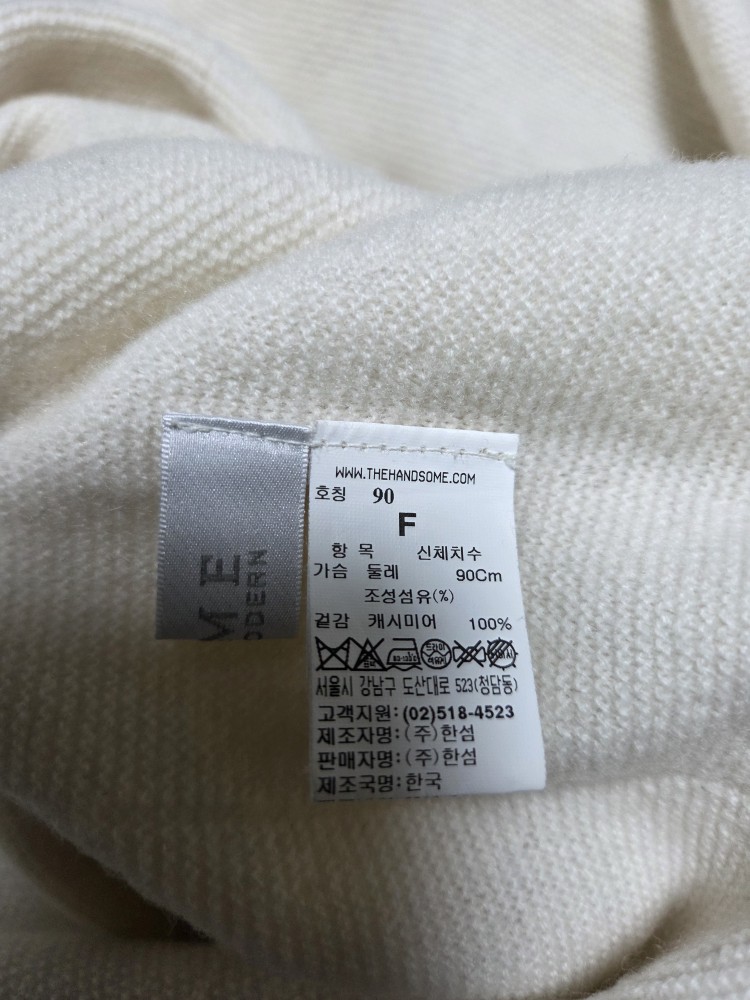 WWW.THEHANDSOME.COM
호칭 90
F
항 목 신체치수
가슴 둘레 90Cm
조성섬유(%)
겉감 캐시미어 100%
서울시 강남구 도산대로 523(청담동)
고객지원:(02)518-4523
제조자명:(주)한섬
판매자명:(주)한섬
제조국명:한국
ME
ODERN